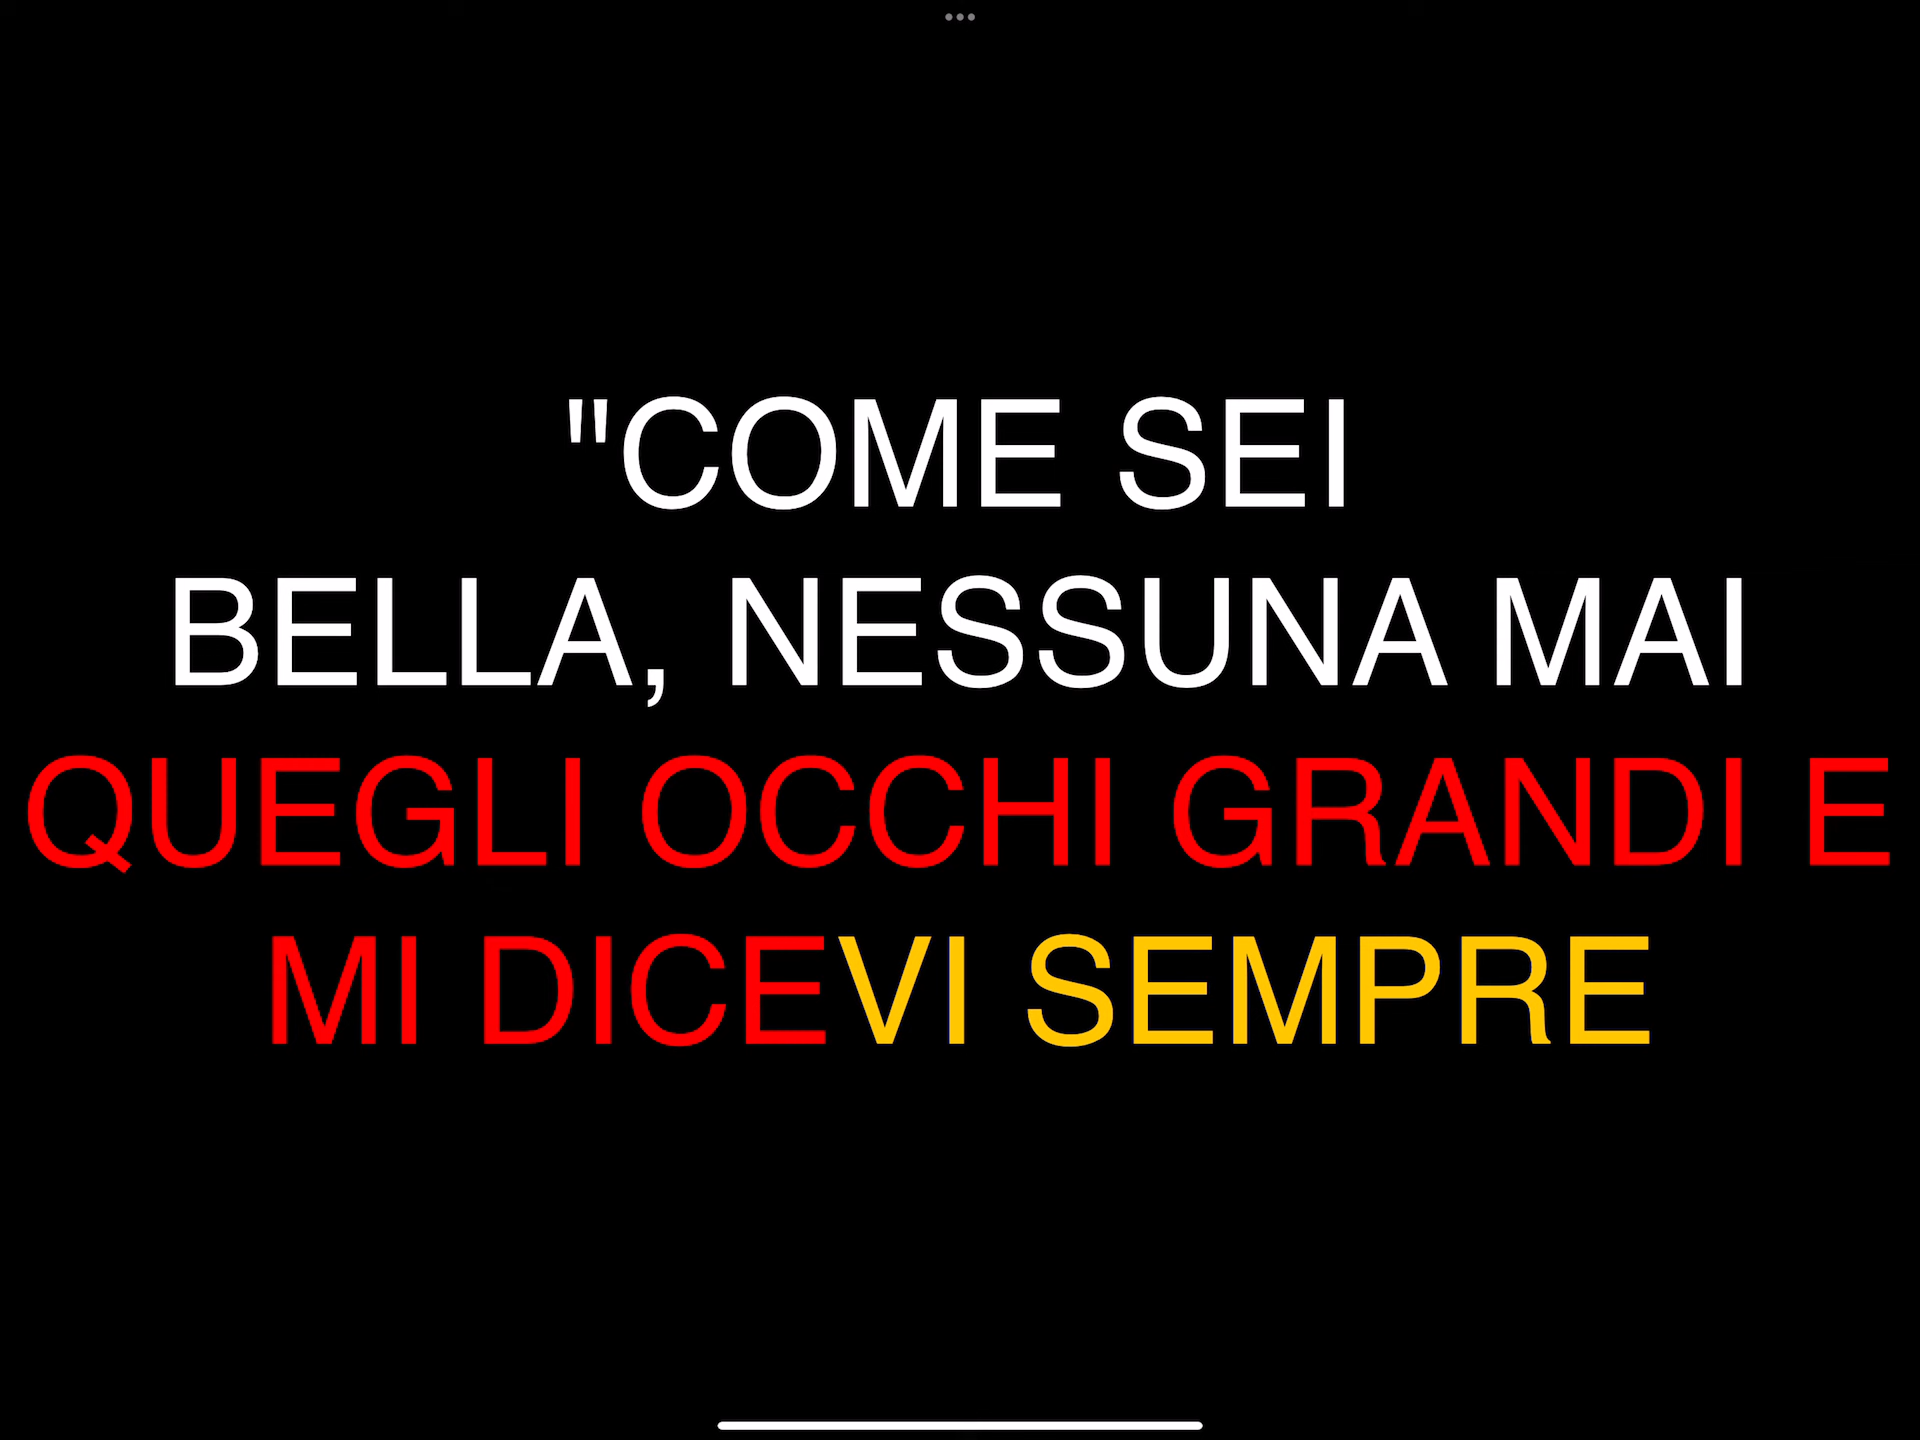 "COME SEI
BELLA, NESSUNA MAI
QUEGLI OCCHI GRANDI E
MI DICEVI SEMPRE